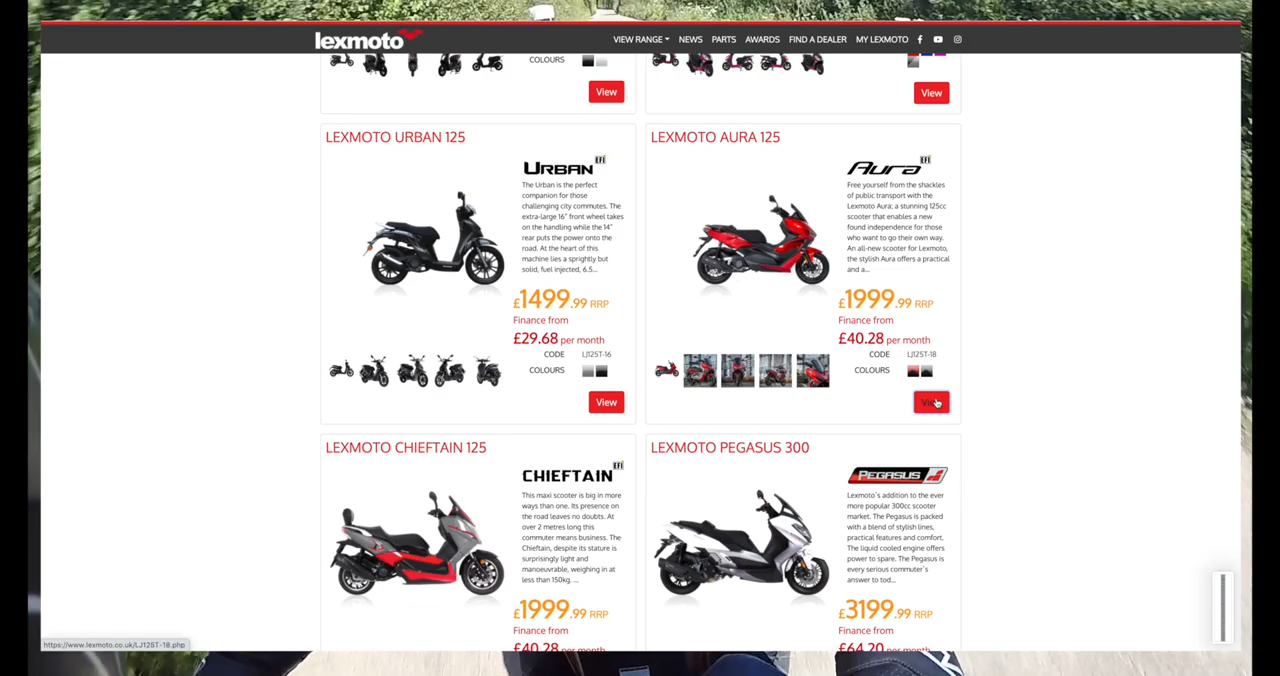 lexmoto
VIEW RANGE NEWS PARTS AWARDS FIND A DEALER MY LEXMOTO
COLOURS
View
View
LEXMOTO URBAN 125
URBAN EFI
The Urban is the perfect
companion for those
challenging city commutes. The
extra-large 16" front wheel takes
on the handling while the 14"
rear puts the power onto the
road. At the heart of this
machine lies a sprightly but
solid, fuel injected, 6.5...
£1499.99 RRP
Finance from
£29.68 per month
CODE LJ125T-16
COLOURS
View
LEXMOTO AURA 125
Aura EFI
Free yourself from the shackles
of public transport with the
Lexmoto Aura; a stunning 125cc
scooter that enables a new
found independence for those
who want to go their own way.
An all-new scooter for Lexmoto,
the stylish Aura offers a practical
and a...
£1999.99 RRP
Finance from
£40.28 per month
CODE LJ125T-18
COLOURS
View
LEXMOTO CHIEFTAIN 125
CHIEFTAIN EFI
This maxi scooter is big in more
ways than one. Its presence on
the road leaves no doubts. At
over 2 metres long this
commuter means business. The
Chieftain, despite its stature is
surprisingly light and
manoeuvrable, weighing in at
less than 150kg. ...
£1999.99 RRP
Finance from
£40.28 per month
LEXMOTO PEGASUS 300
PEGASUS
Lexmoto`s addition to the ever
more popular 300cc scooter
market. The Pegasus is packed
with a blend of stylish lines,
practical features and comfort.
The liquid cooled engine offers
power to spare. The Pegasus is
every serious commuter`s
answer to tod...
£3199.99 RRP
Finance from
£64.20 per month
https://www.lexmoto.co.uk/LJ125T-18.php